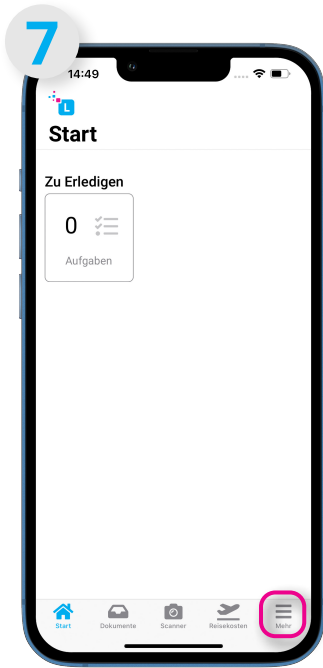 7
14:49
L
Start
Zu Erledigen
0
Aufgaben
Start Dokumente Scanner Reisekosten Mehr